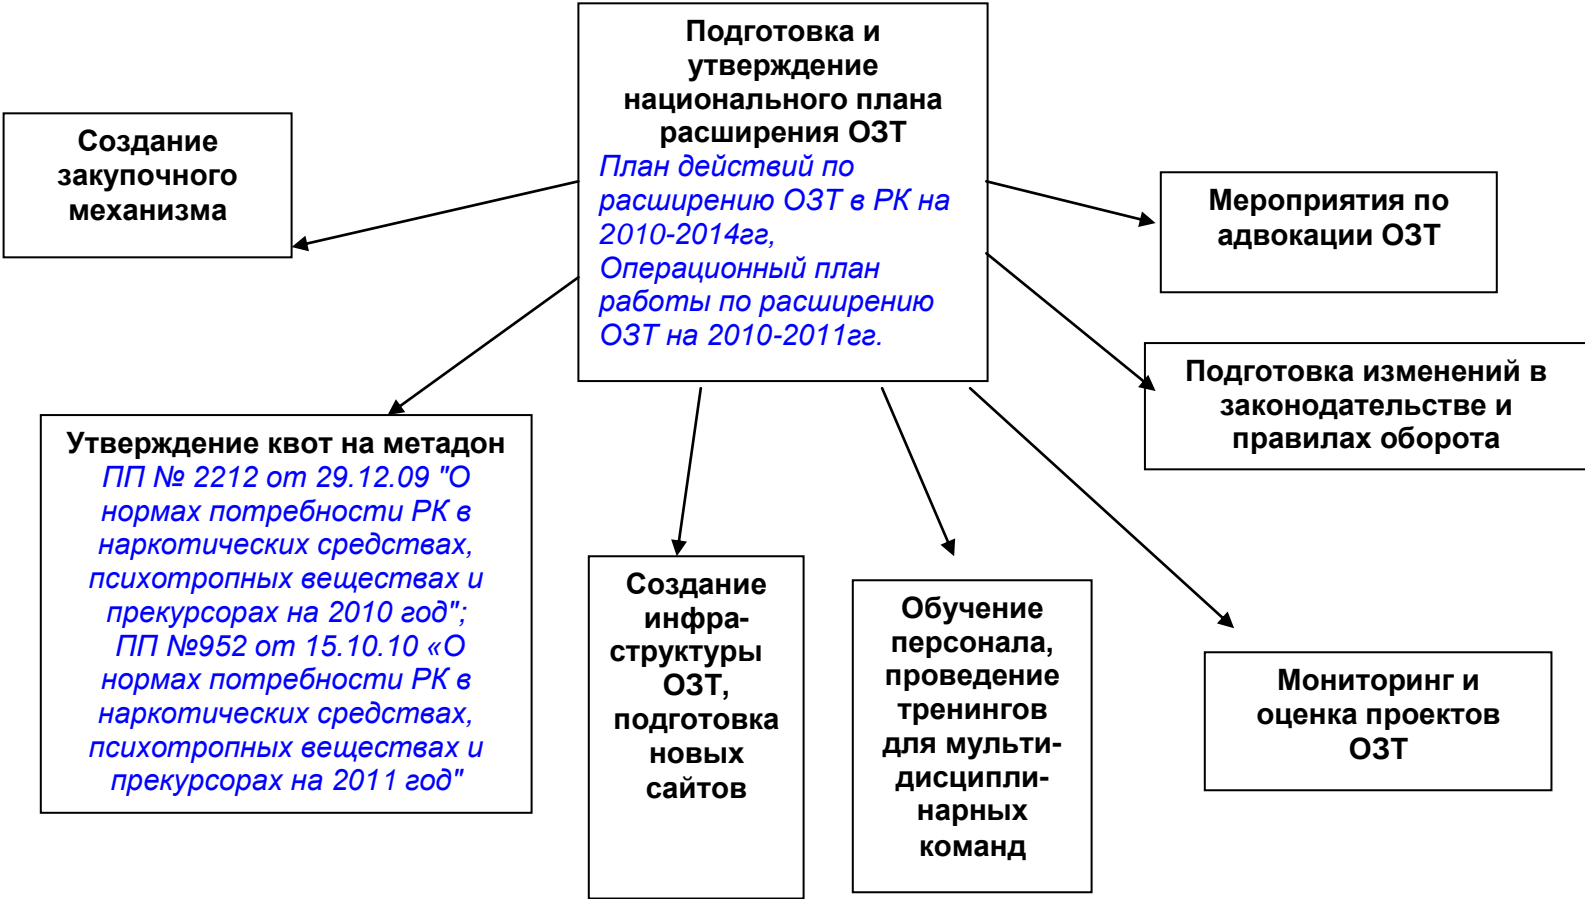 Подготовка и
утверждение
национального плана
расширения ОЗТ
План действий по
расширению ОЗТ в РК на
2010-2014гг,
Операционный план
работы по расширению
ОЗТ на 2010-2011гг.
Создание
закупочного
механизма
Мероприятия по
адвокации ОЗТ
Подготовка изменений в
законодательстве и
правилах оборота
Утверждение квот на метадон
ПП № 2212 от 29.12.09 "О
нормах потребности РК в
наркотических средствах,
психотропных веществах и
прекурсорах на 2010 год";
ПП №952 от 15.10.10 «О
нормах потребности РК в
наркотических средствах,
психотропных веществах и
прекурсорах на 2011 год"
Создание
инфра-
структуры
ОЗТ,
подготовка
новых
сайтов
Обучение
персонала,
проведение
тренингов
для мульти-
дисципли-
нарных
команд
Мониторинг и
оценка проектов
ОЗТ